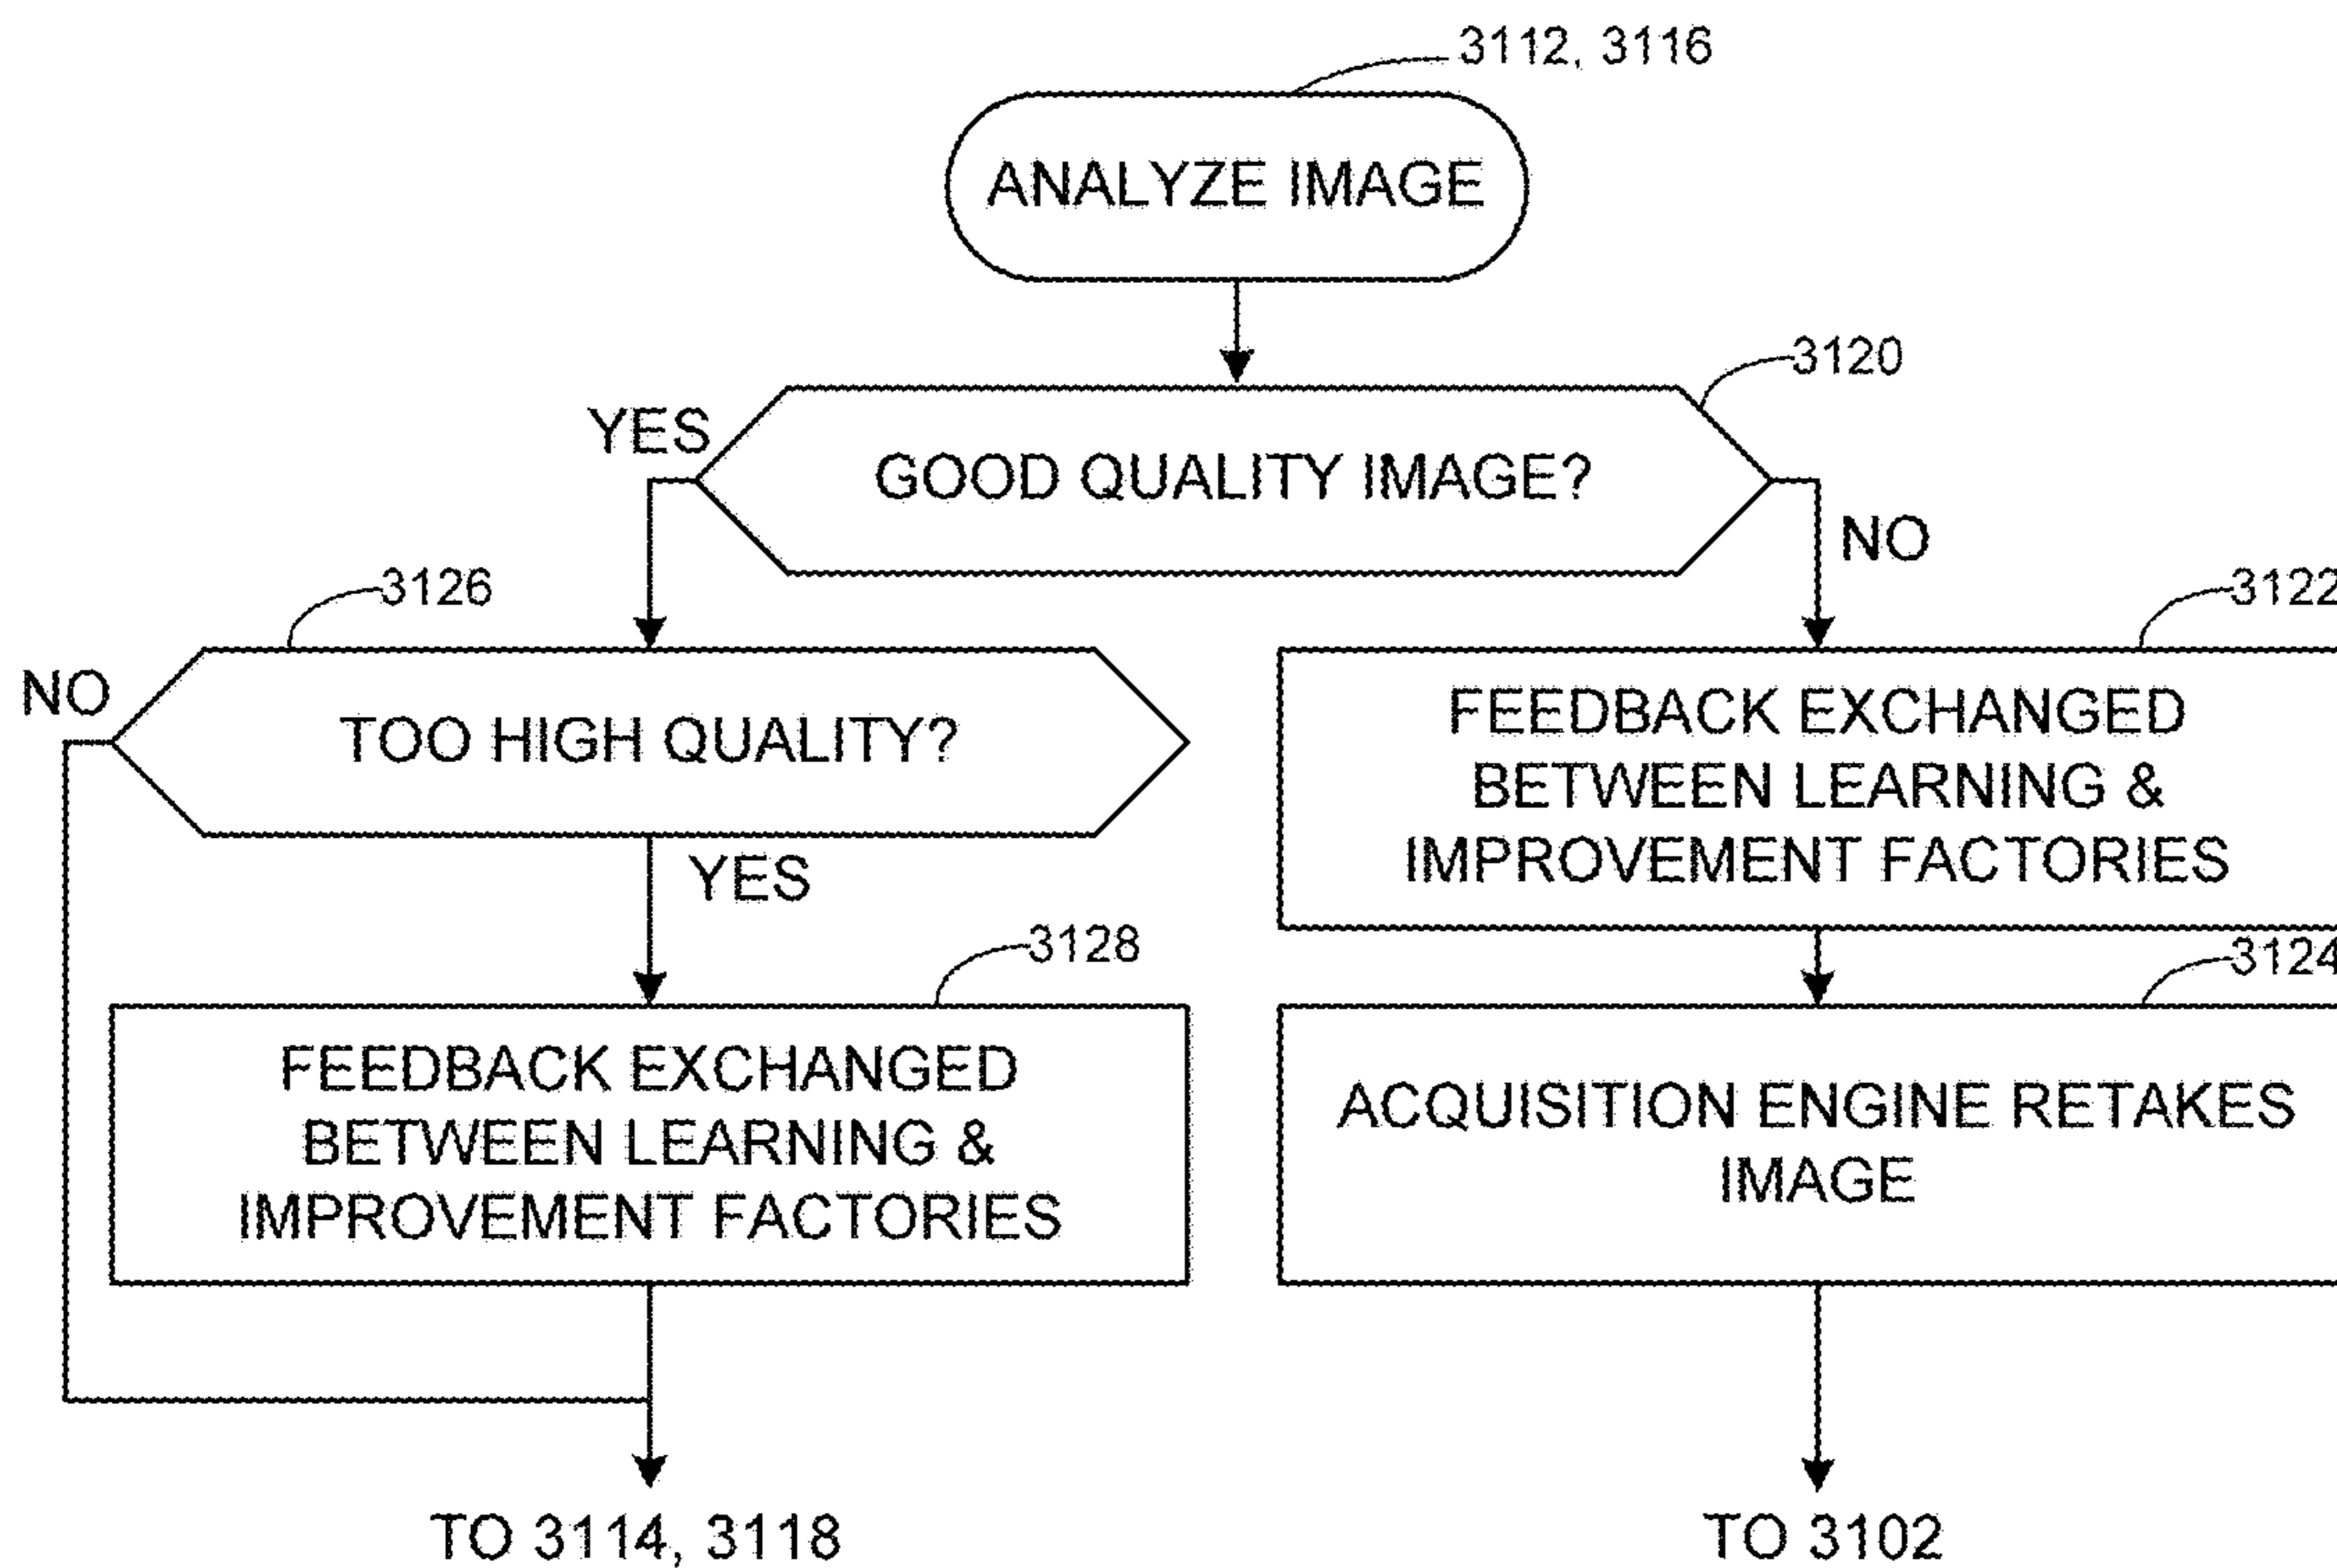 3112, 3116
ANALYZE IMAGE
3120
YES
GOOD QUALITY IMAGE?
NO
3126
3122
NO
TOO HIGH QUALITY?
FEEDBACK EXCHANGED
BETWEEN LEARNING &
IMPROVEMENT FACTORIES
YES
3128
3124
FEEDBACK EXCHANGED
BETWEEN LEARNING &
IMPROVEMENT FACTORIES
ACQUISITION ENGINE RETAKES
IMAGE
TO 3114, 3118
TO 3102